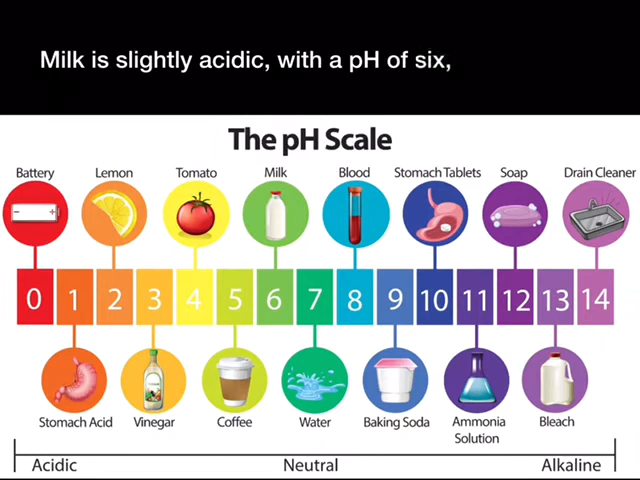 Milk is slightly acidic, with a pH of six,
The pH Scale
Battery Lemon Tomato Milk Blood Stomach Tablets Soap Drain Cleaner
0 1 2 3 4 5 6 7 8 9 10 11 12 13 14
Stomach Acid Vinegar Coffee Water Baking Soda Ammonia Solution Bleach
Acidic Neutral Alkaline